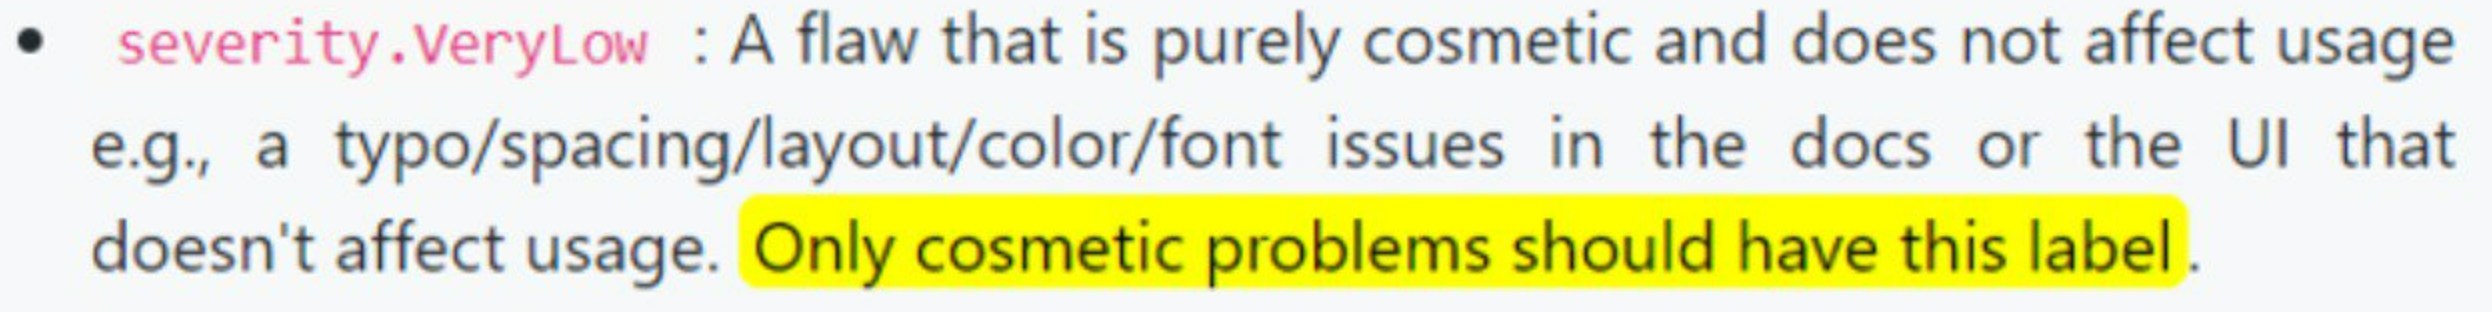 • severity.VeryLow : A flaw that is purely cosmetic and does not affect usage
e.g., a typo/spacing/layout/color/font issues in the docs or the UI that
doesn't affect usage. Only cosmetic problems should have this label.